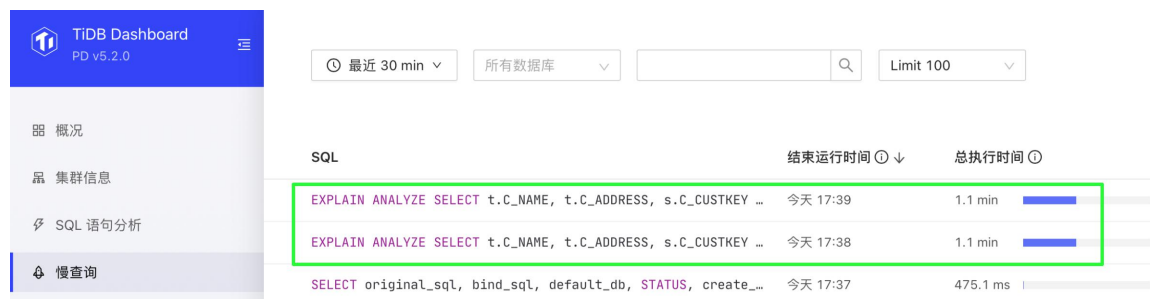 TiDB Dashboard
PD v5.2.0
最近 30 min
所有数据库
Limit 100
概况
集群信息
SQL 语句分析
慢查询
SQL 结束运行时间 总执行时间
EXPLAIN ANALYZE SELECT t.C_NAME, t.C_ADDRESS, s.C_CUSTKEY … 今天 17:39 1.1 min
EXPLAIN ANALYZE SELECT t.C_NAME, t.C_ADDRESS, s.C_CUSTKEY … 今天 17:38 1.1 min
SELECT original_sql, bind_sql, default_db, STATUS, create_… 今天 17:37 475.1 ms